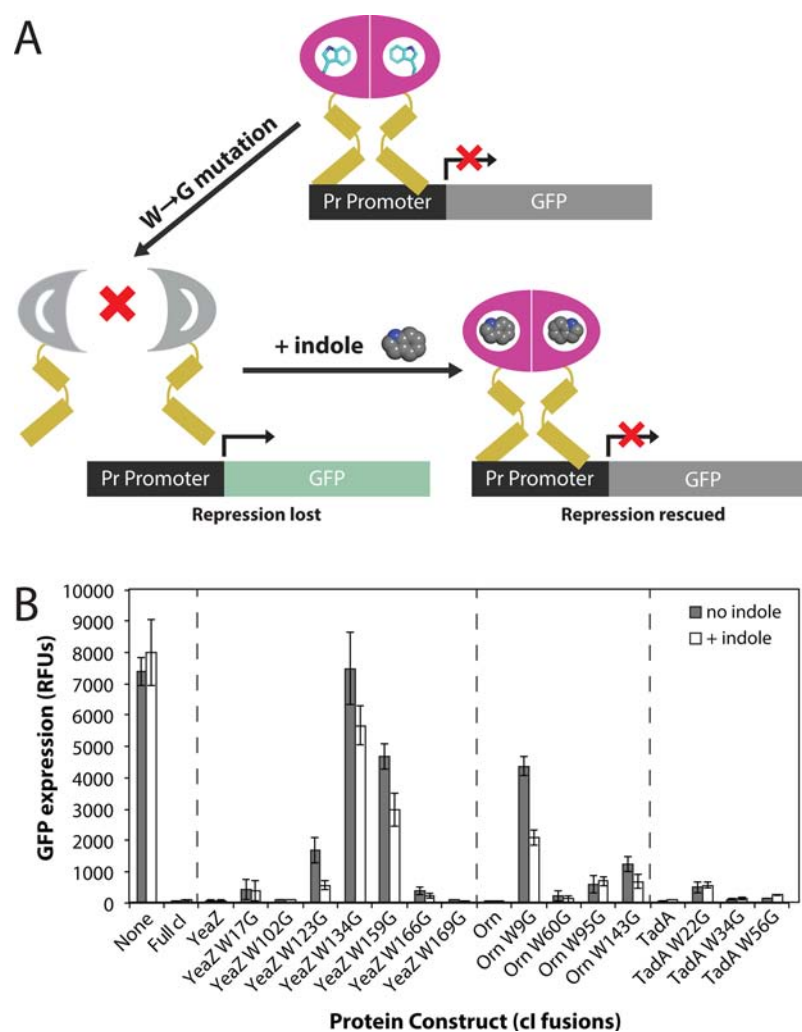 A
W→G mutation
Pr Promoter
GFP
+ indole
Pr Promoter
GFP
Repression lost
Pr Promoter
GFP
Repression rescued
B
GFP expression (RFUs)
10000
9000
8000
7000
6000
5000
4000
3000
2000
1000
0
no indole
+ indole
None
Full cI
YeaZ
YeaZ W17G
YeaZ W102G
YeaZ W123G
YeaZ W134G
YeaZ W159G
YeaZ W166G
YeaZ W169G
Orn
Orn W9G
Orn W60G
Orn W95G
Orn W143G
TadA
TadA W22G
TadA W34G
TadA W56G
Protein Construct (cI fusions)